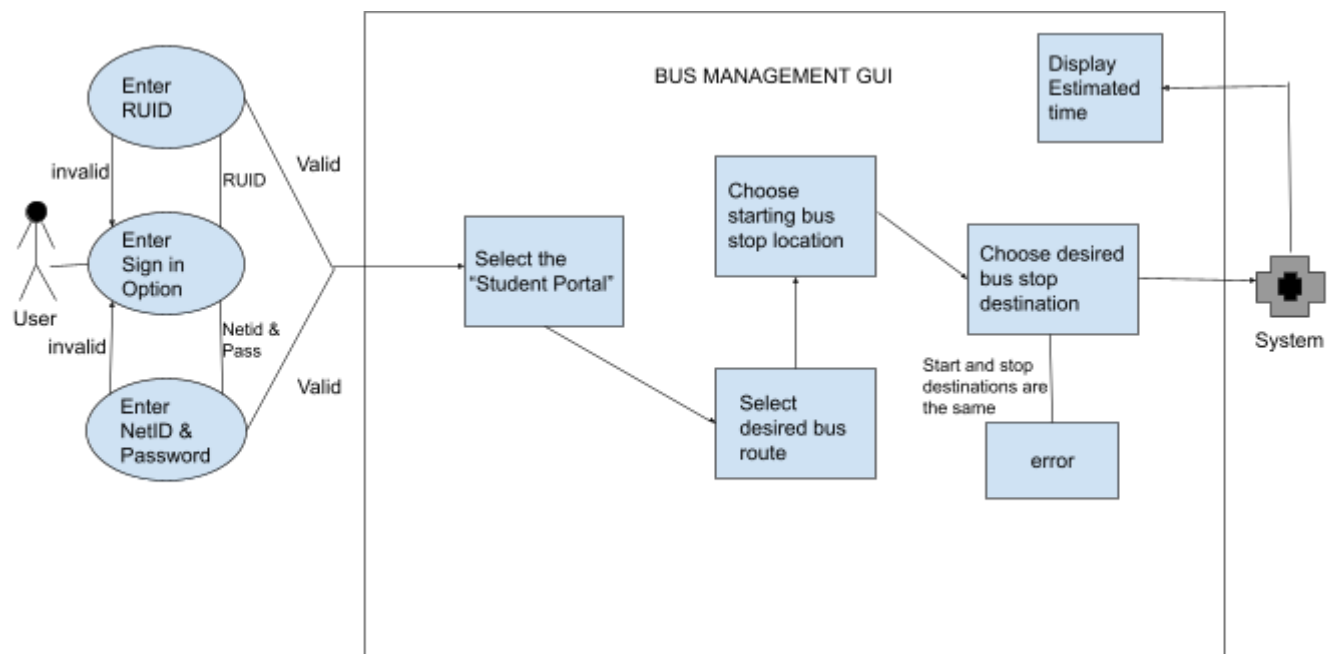 BUS MANAGEMENT GUI
Enter
RUID
invalid
RUID
Valid
User
Enter
Sign in
Option
invalid
Netid &
Pass
Valid
Enter
NetID &
Password
Select the
“Student Portal”
Select
desired bus
route
Choose
starting bus
stop location
Choose desired
bus stop
destination
Start and stop
destinations are
the same
error
Display
Estimated
time
System